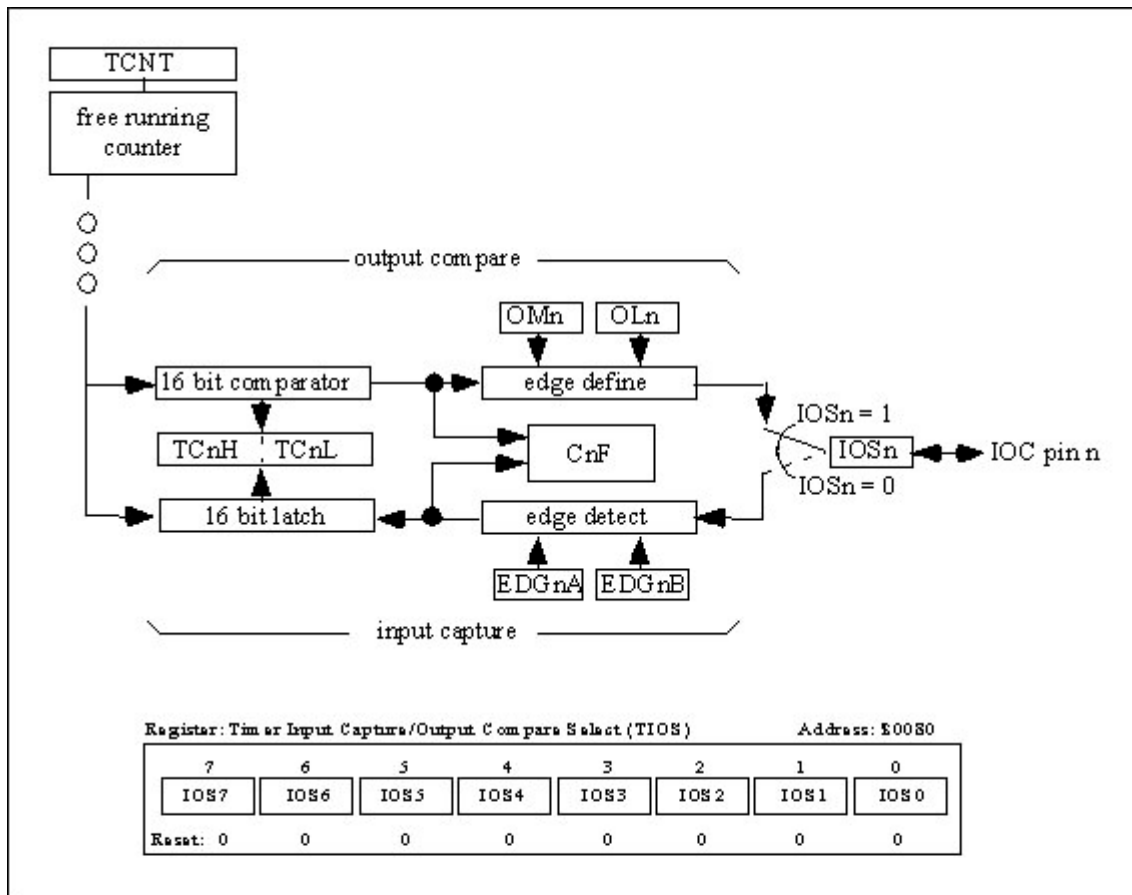 TCNT
free running
counter
output compare
OMn OLn
16 bit comparator
edge define
IOSn = 1
TCnH TCnL
CnF
IOSn
IOC pin n
IOSn = 0
16 bit latch
edge detect
EDGnA EDGnB
input capture
Register: Timer Input Capture/Output Compare Select (TIOS) Address: $0080
7 6 5 4 3 2 1 0
IOS7 IOS6 IOS5 IOS4 IOS3 IOS2 IOS1 IOS0
Reset: 0 0 0 0 0 0 0 0